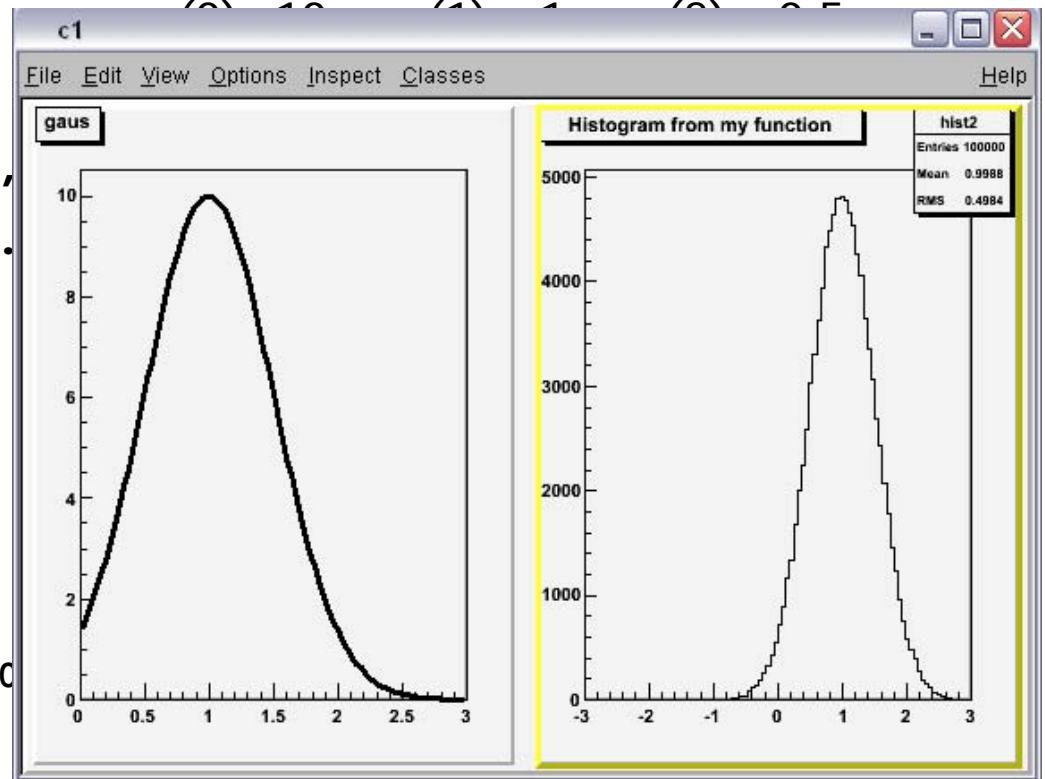 c1
File Edit View Options Inspect Classes Help
gaus
10
8
6
4
2
0
0 0.5 1 1.5 2 2.5 3
Histogram from my function
hist2
Entries 100000
Mean 0.9988
RMS 0.4984
5000
4000
3000
2000
1000
0
-3 -2 -1 0 1 2 3